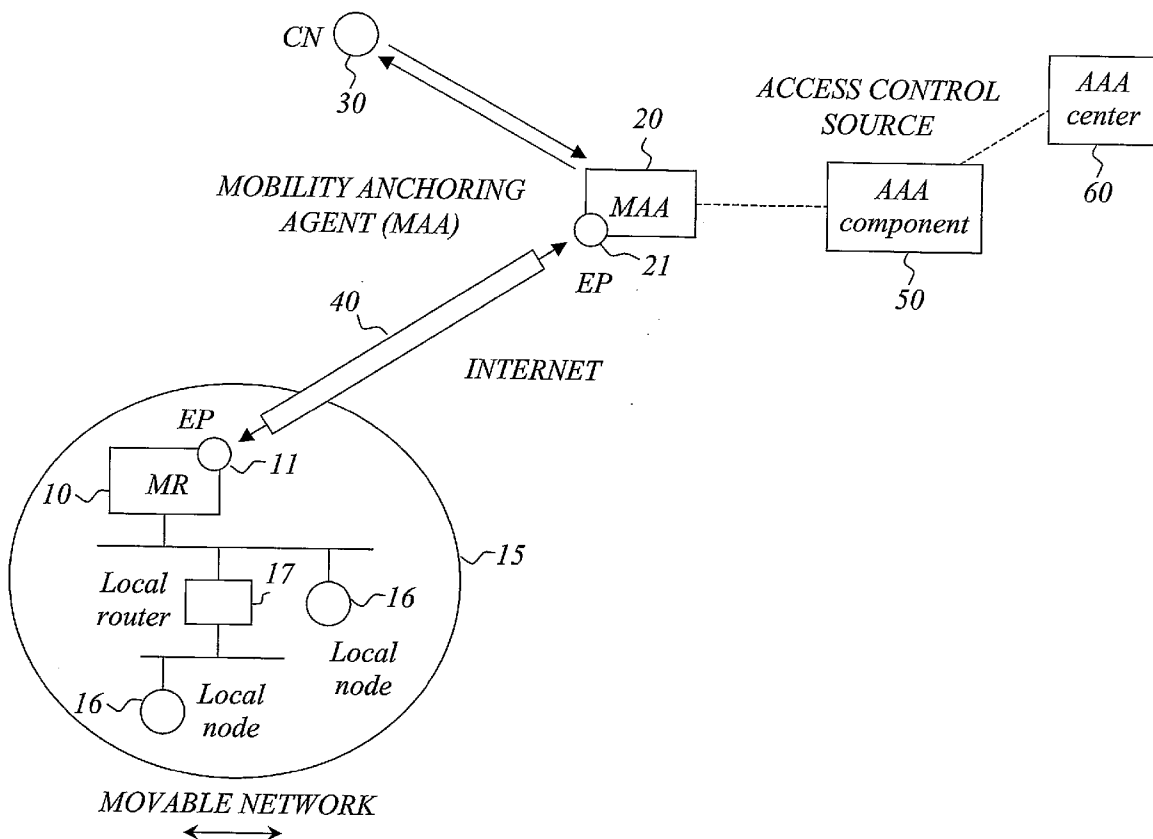 CN
30
ACCESS CONTROL
SOURCE
AAA
center
60
20
MOBILITY ANCHORING
AGENT (MAA)
MAA
AAA
component
21
EP
50
40
INTERNET
EP
11
MR
10
15
Local
router
17
16
Local
node
16
Local
node
MOVABLE NETWORK